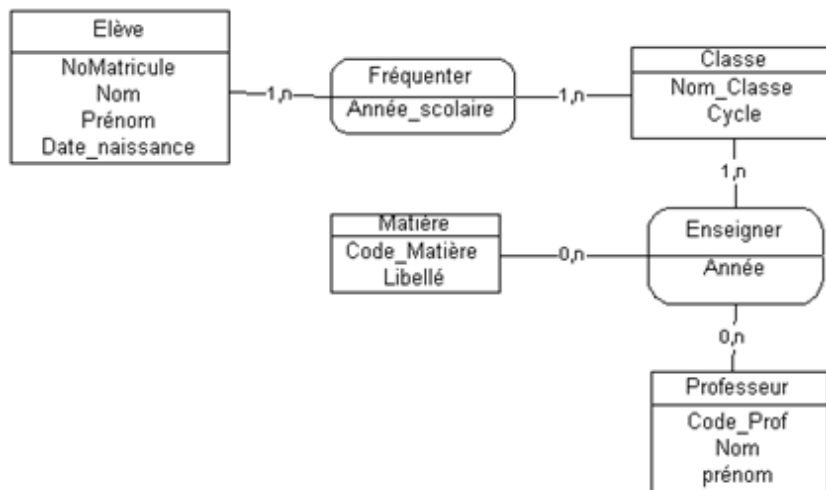 Elève
NoMatricule
Nom
Prénom
Date_naissance
1,n
Fréquenter
Année_scolaire
1,n
Classe
Nom_Classe
Cycle
1,n
Matière
Code_Matière
Libellé
0,n
Enseigner
Année
0,n
Professeur
Code_Prof
Nom
prénom